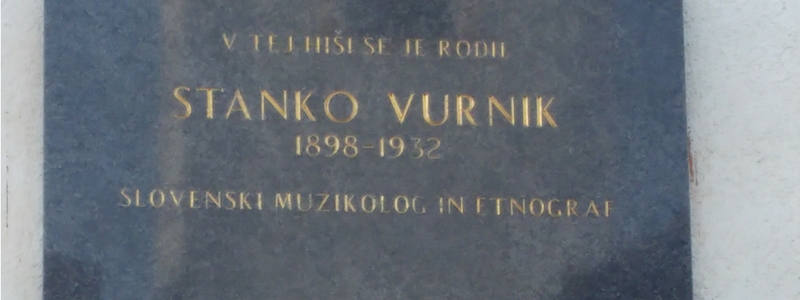 V TEJ HIŠI SE JE RODIL
STANKO VURNIK
1898-1932
SLOVENSKI MUZIKOLOG IN ETNOGRAF